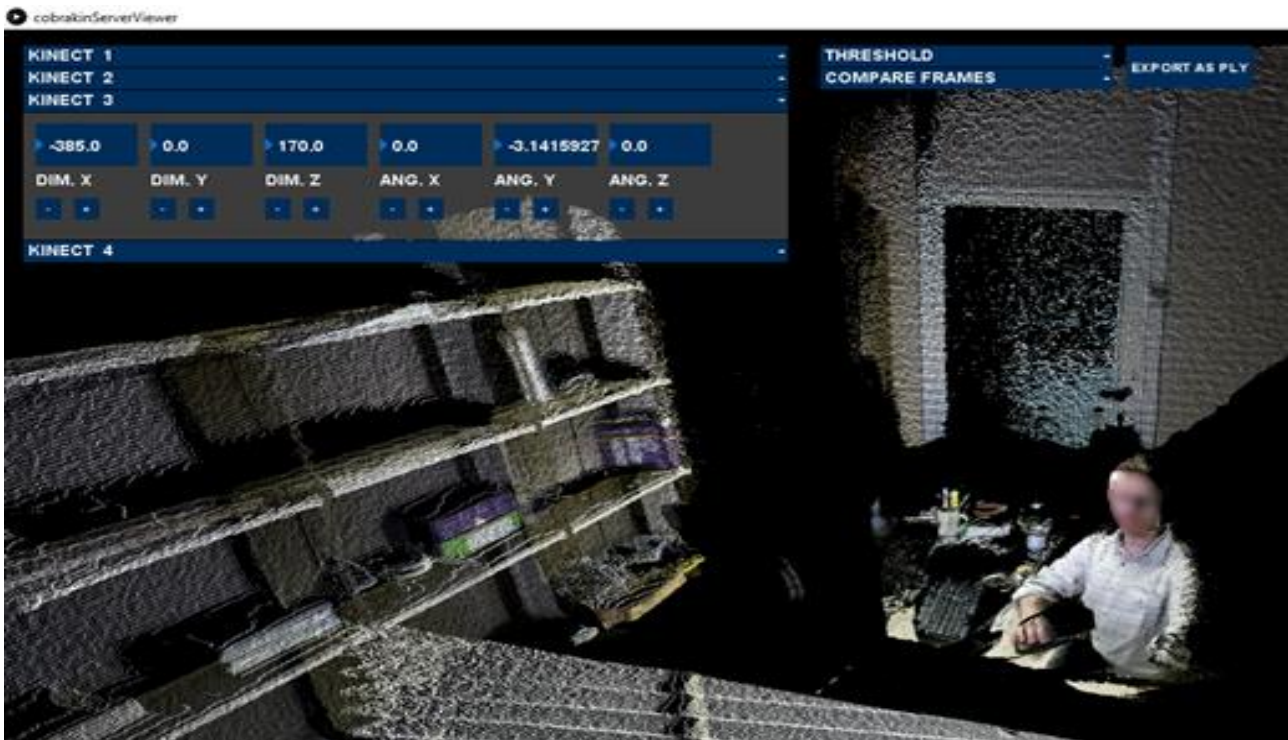 cobrakinServerViewer
KINECT 1 -
KINECT 2 -
KINECT 3 -
-385.0 0.0 170.0 0.0 -3.1415927 0.0
DIM. X DIM. Y DIM. Z ANG. X ANG. Y ANG. Z
- + - + - + - + - + - +
KINECT 4 -
THRESHOLD -
COMPARE FRAMES -
EXPORT AS PLY